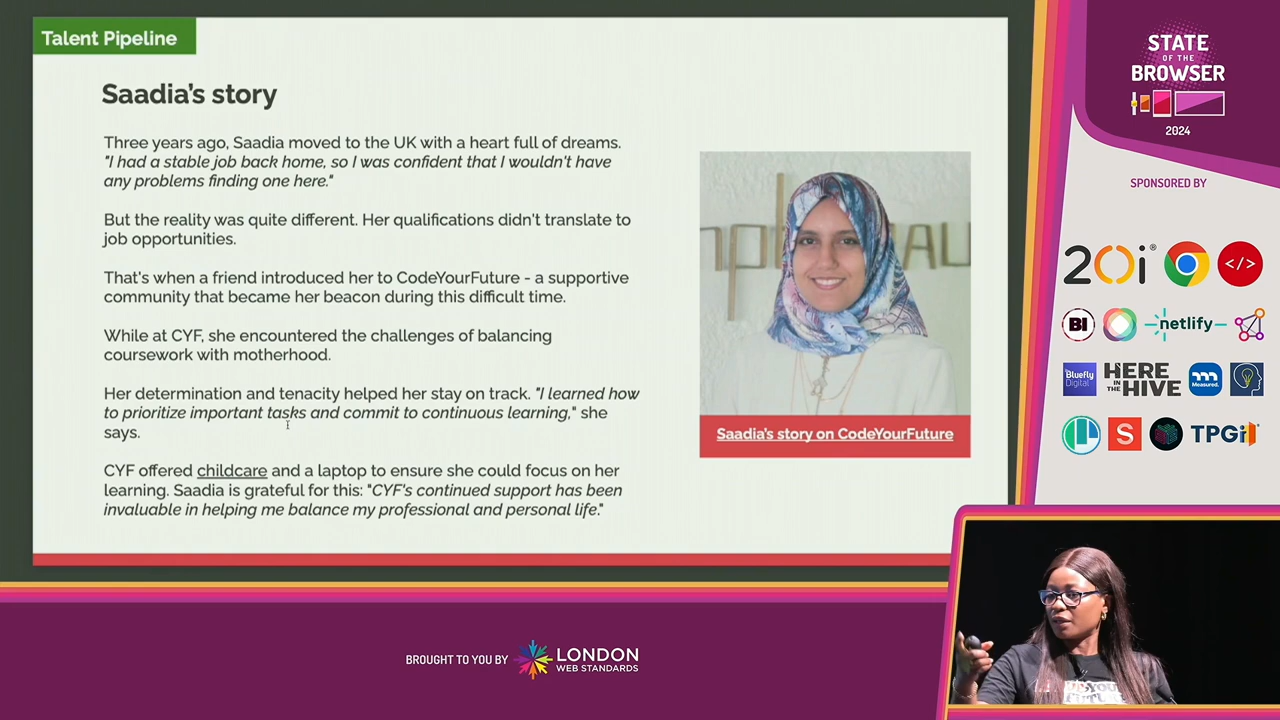 Talent Pipeline
Saadia's story
Three years ago, Saadia moved to the UK with a heart full of dreams.
"I had a stable job back home, so I was confident that I wouldn't have
any problems finding one here."
But the reality was quite different. Her qualifications didn't translate to
job opportunities.
That's when a friend introduced her to CodeYourFuture - a supportive
community that became her beacon during this difficult time.
While at CYF, she encountered the challenges of balancing
coursework with motherhood.
Her determination and tenacity helped her stay on track. "I learned how
to prioritize important tasks and commit to continuous learning," she
says.
CYF offered childcare and a laptop to ensure she could focus on her
learning. Saadia is grateful for this: "CYF's continued support has been
invaluable in helping me balance my professional and personal life."
Saadia's story on CodeYourFuture
STATE
OF THE
BROWSER
2024
SPONSORED BY
20i
</>
BI
netlify
Bluefly
Digital
HERE
IN THE
HIVE
Measured.
S
TPGi
BROUGHT TO YOU BY
LONDON
WEB STANDARDS